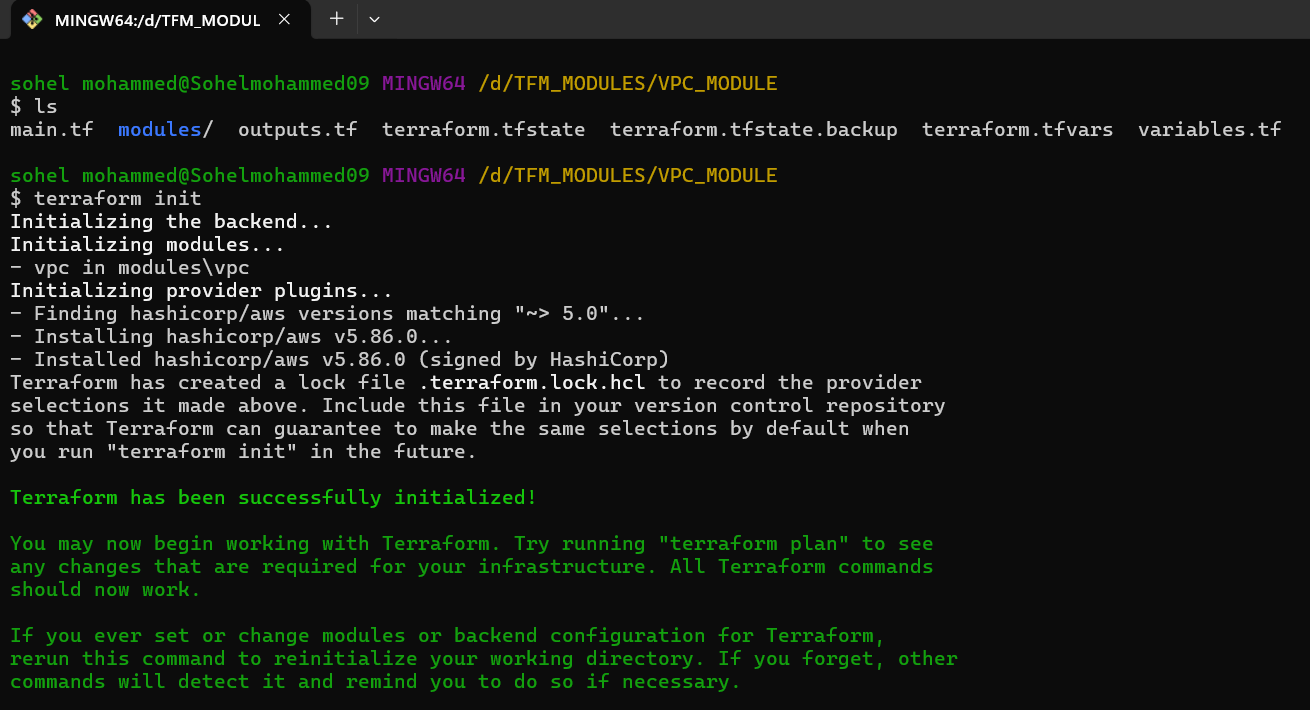 MINGW64:/d/TFM_MODUL
sohel mohammed@Sohelmohammed09 MINGW64 /d/TFM_MODULES/VPC_MODULE
$ ls
main.tf  modules/  outputs.tf  terraform.tfstate  terraform.tfstate.backup  terraform.tfvars  variables.tf
sohel mohammed@Sohelmohammed09 MINGW64 /d/TFM_MODULES/VPC_MODULE
$ terraform init
Initializing the backend...
Initializing modules...
- vpc in modules\vpc
Initializing provider plugins...
- Finding hashicorp/aws versions matching "~> 5.0"...
- Installing hashicorp/aws v5.86.0...
- Installed hashicorp/aws v5.86.0 (signed by HashiCorp)
Terraform has created a lock file .terraform.lock.hcl to record the provider
selections it made above. Include this file in your version control repository
so that Terraform can guarantee to make the same selections by default when
you run "terraform init" in the future.
Terraform has been successfully initialized!
You may now begin working with Terraform. Try running "terraform plan" to see
any changes that are required for your infrastructure. All Terraform commands
should now work.
If you ever set or change modules or backend configuration for Terraform,
rerun this command to reinitialize your working directory. If you forget, other
commands will detect it and remind you to do so if necessary.